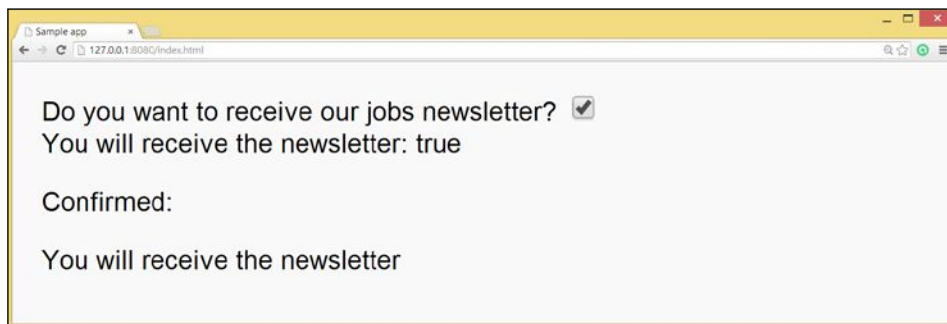 Sample app
127.0.0.1:8080/index.html
Do you want to receive our jobs newsletter?
You will receive the newsletter: true
Confirmed:
You will receive the newsletter